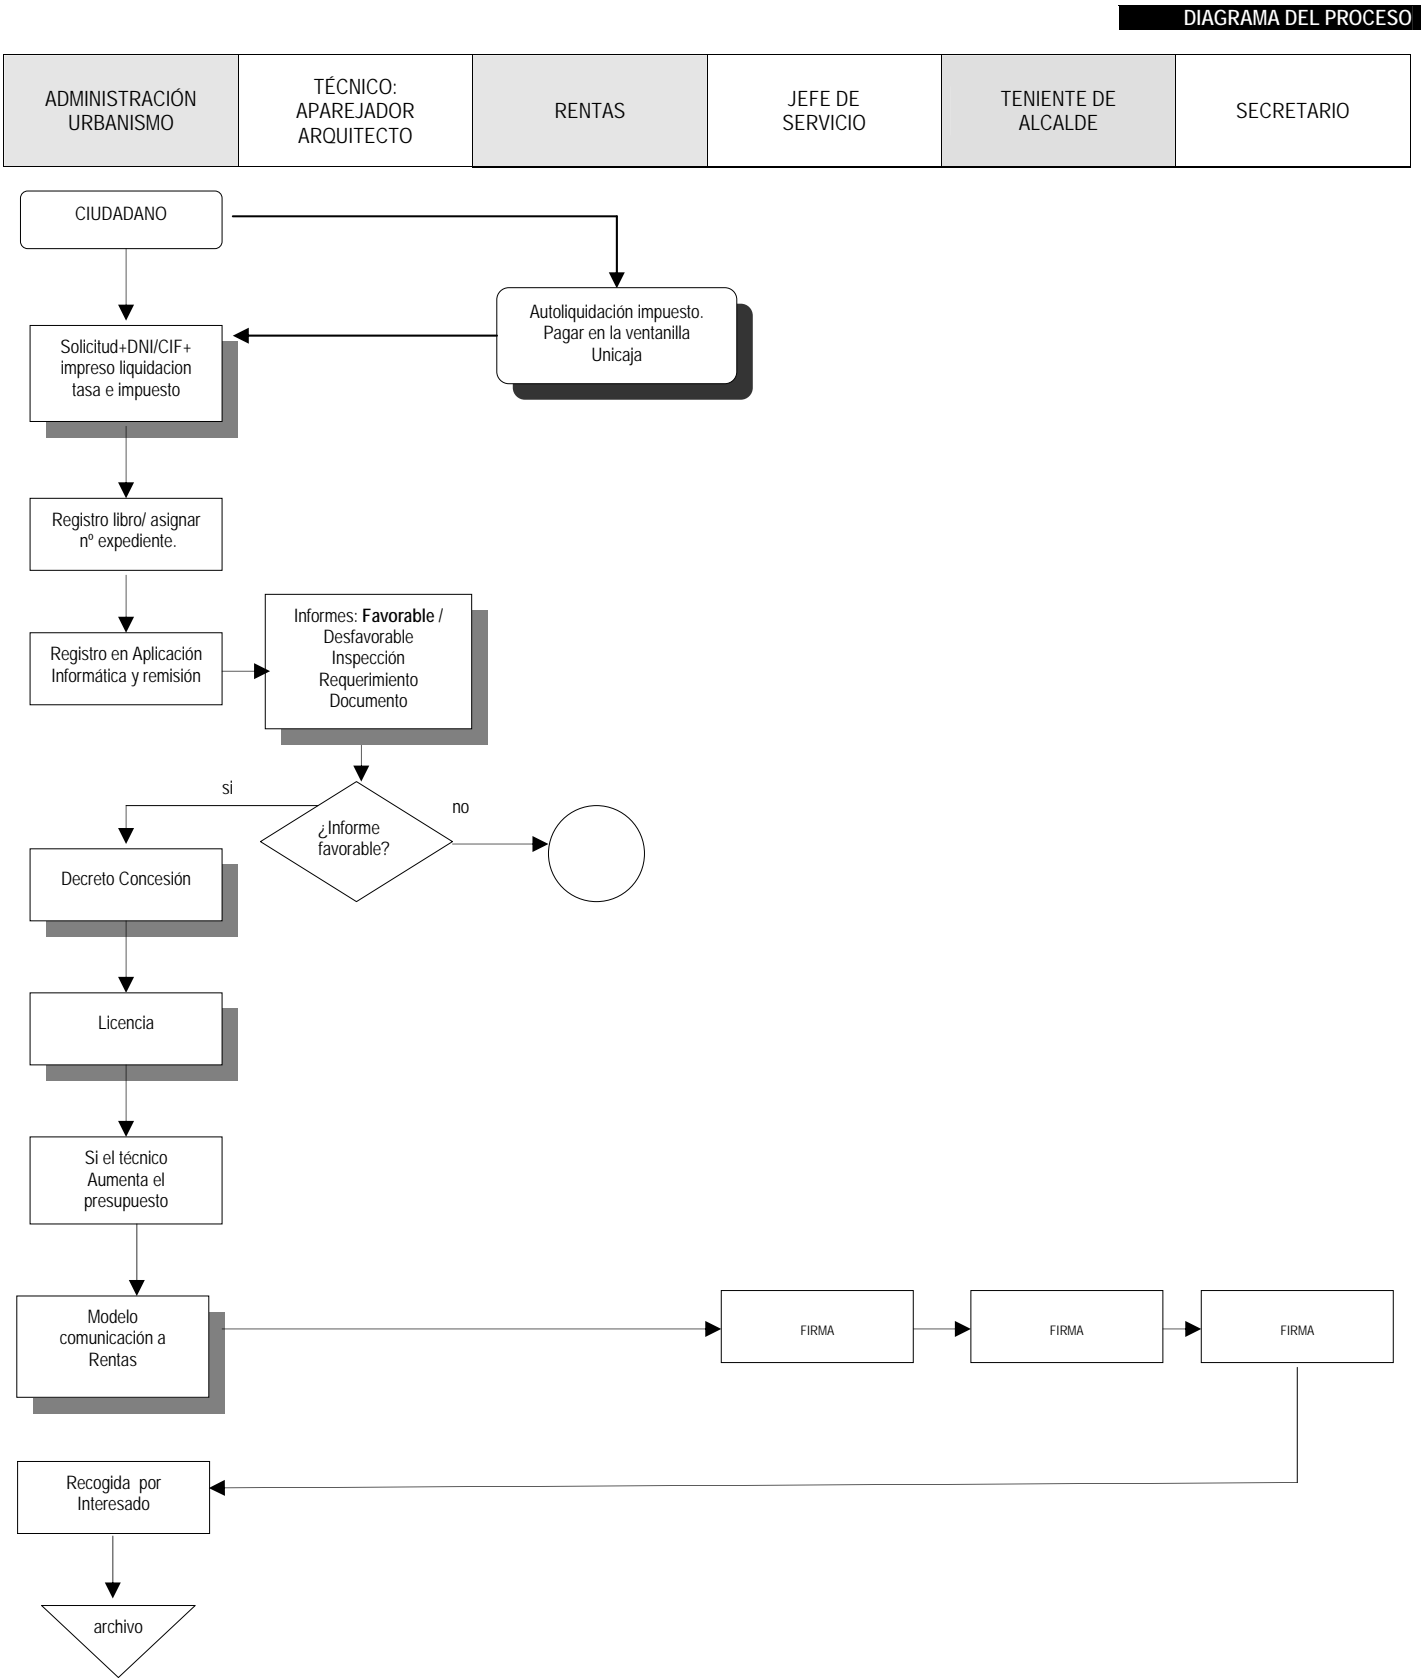 DIAGRAMA DEL PROCESO
ADMINISTRACIÓN
URBANISMO
TÉCNICO:
APAREJADOR
ARQUITECTO
RENTAS
JEFE DE
SERVICIO
TENIENTE DE
ALCALDE
SECRETARIO
CIUDADANO
Autoliquidación impuesto.
Pagar en la ventanilla
Unicaja
Solicitud+DNI/CIF+
impreso liquidacion
tasa e impuesto
Registro libro/ asignar
nº expediente.
Registro en Aplicación
Informática y remisión
Informes: Favorable /
Desfavorable
Inspección
Requerimiento
Documento
si
no
¿Informe
favorable?
Decreto Concesión
Licencia
Si el técnico
Aumenta el
presupuesto
Modelo
comunicación a
Rentas
FIRMA
FIRMA
FIRMA
Recogida por
Interesado
archivo